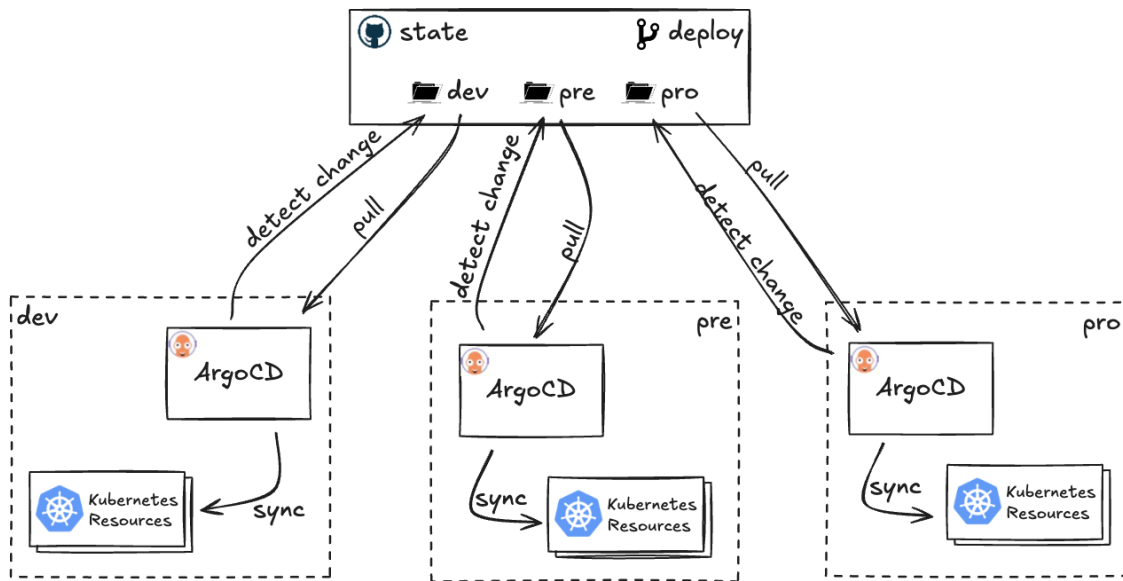 state
deploy
dev
pre
pro
detect change
pull
detect change
pull
detect change
pull
dev
ArgoCD
sync
Kubernetes
Resources
pre
ArgoCD
sync
Kubernetes
Resources
pro
ArgoCD
sync
Kubernetes
Resources